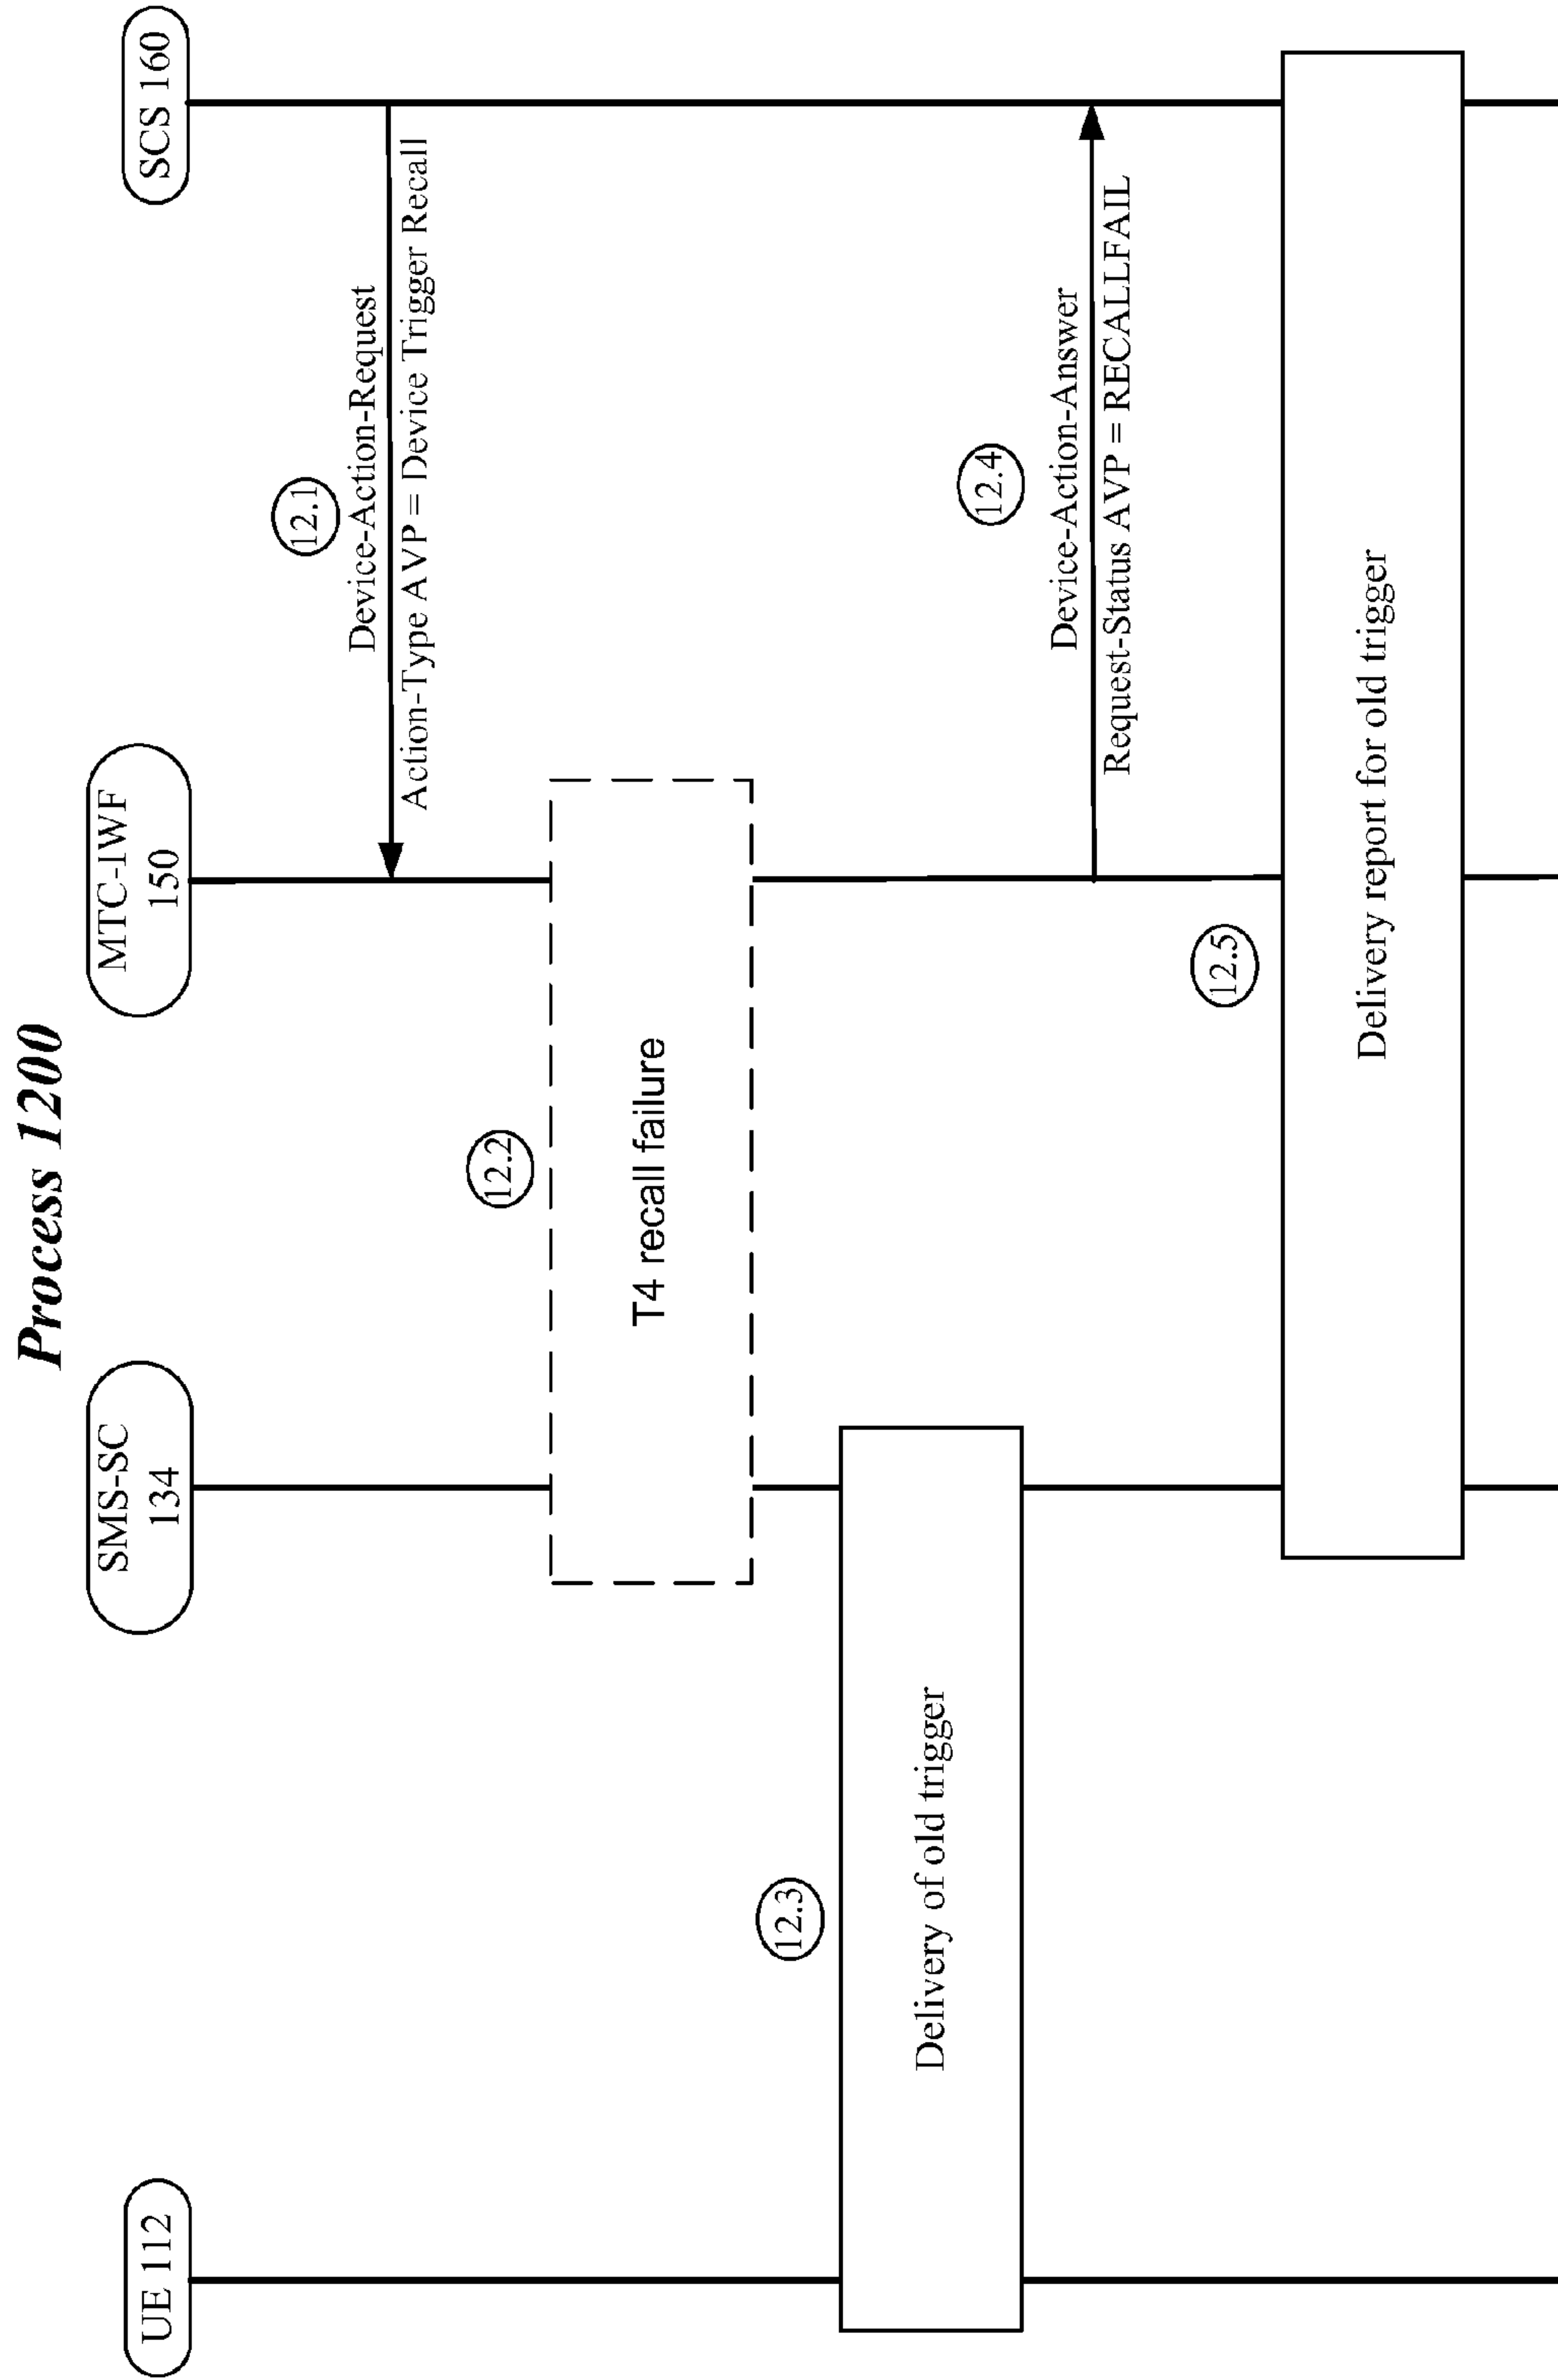 Process 1200
UE 112
SMS-SC
134
MTC-IWF
150
SCS 160
12.1
Device-Action-Request
Action-Type AVP = Device Trigger Recall
12.2
T4 recall failure
12.3
Delivery of old trigger
12.4
Device-Action-Answer
Request-Status AVP = RECALLFAIL
12.5
Delivery report for old trigger